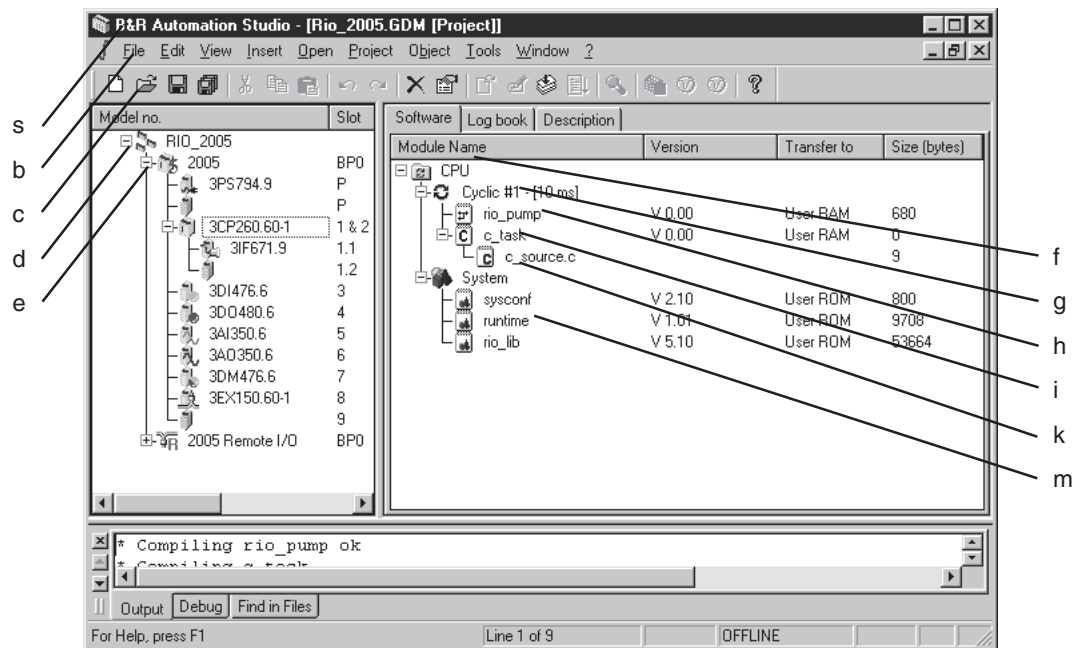 B&R Automation Studio - [Rio_2005.GDM [Project]]
File Edit View Insert Open Project Object Tools Window ?
Model no. Slot
RIO_2005
2005 BP0
3PS794.9 P
P
3CP260.60-1 1 & 2
3IF671.9 1.1
1.2
3DI476.6 3
3DO480.6 4
3AI350.6 5
3AO350.6 6
3DM476.6 7
3EX150.60-1 8
9
2005 Remote I/O BP0
Software Log book Description
Module Name Version Transfer to Size (bytes)
CPU
Cyclic #1 - [10 ms]
rio_pump V 0.00 User RAM 680
c_task V 0.00 User RAM 0
c_source.c 9
System
sysconf V 2.10 User ROM 800
runtime V 1.01 User ROM 9708
rio_lib V 5.10 User ROM 53664
s
b
c
d
e
f
g
h
i
k
m
* Compiling rio_pump ok
* Compiling c_task
Output Debug Find in Files
For Help, press F1 Line 1 of 9 OFFLINE